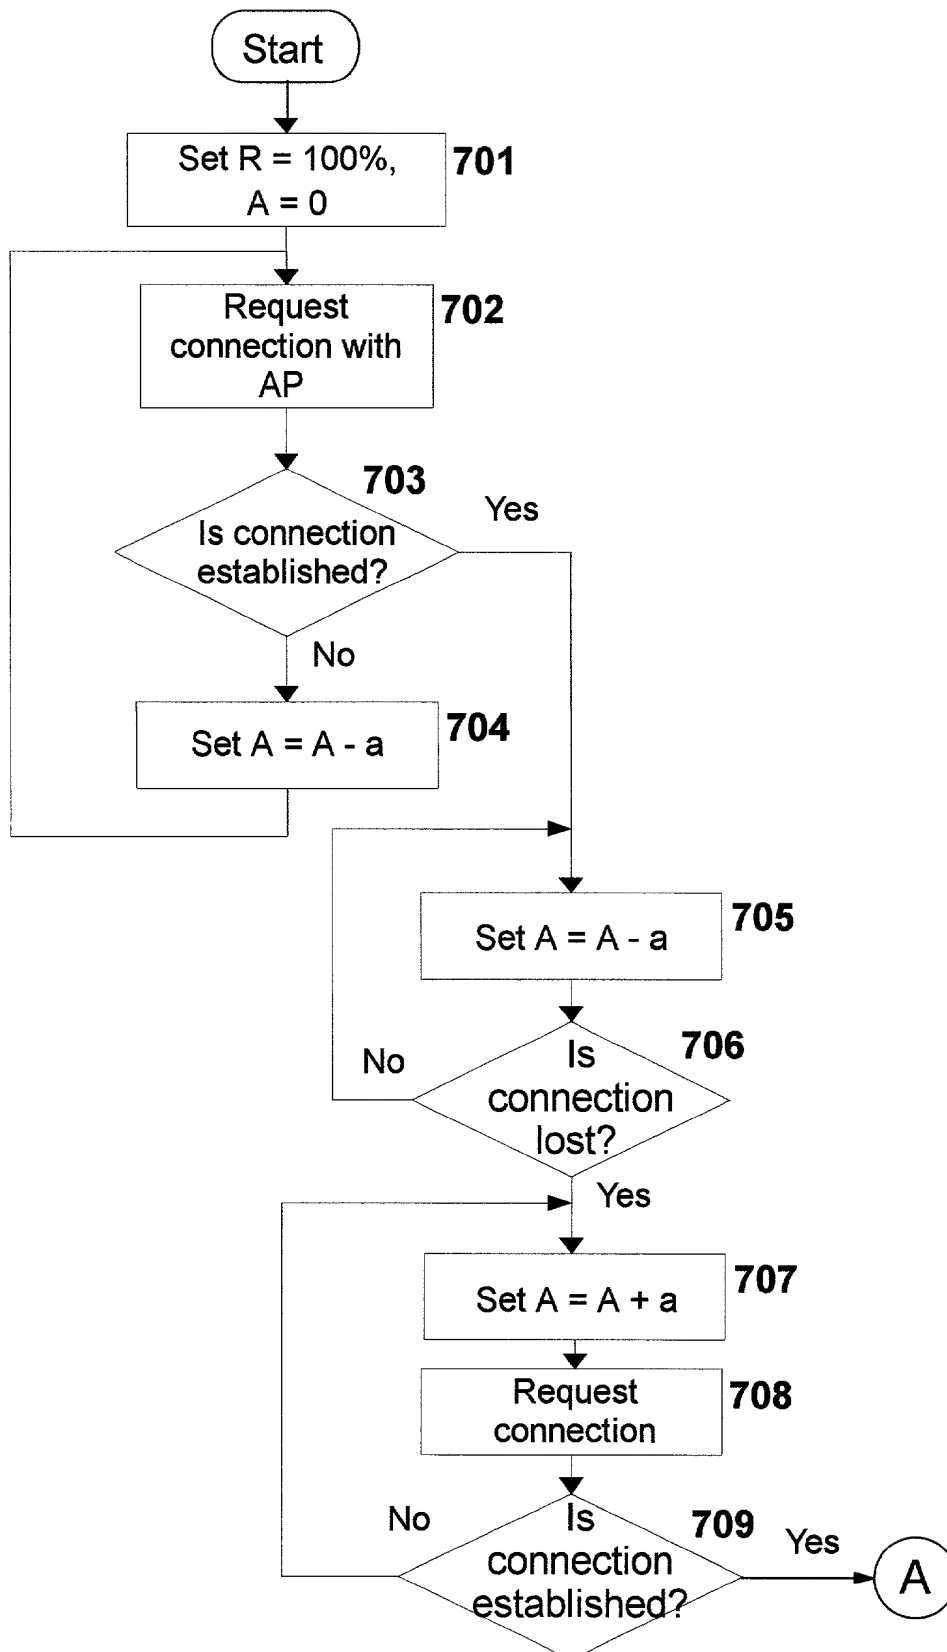 Start
Set R = 100%,
A = 0
701
Request
connection with
AP
702
703
Is connection
established?
Yes
No
Set A = A - a
704
Set A = A - a
705
706
Is
connection
lost?
No
Yes
Set A = A + a
707
Request
connection
708
709
Is
connection
established?
No
Yes
A